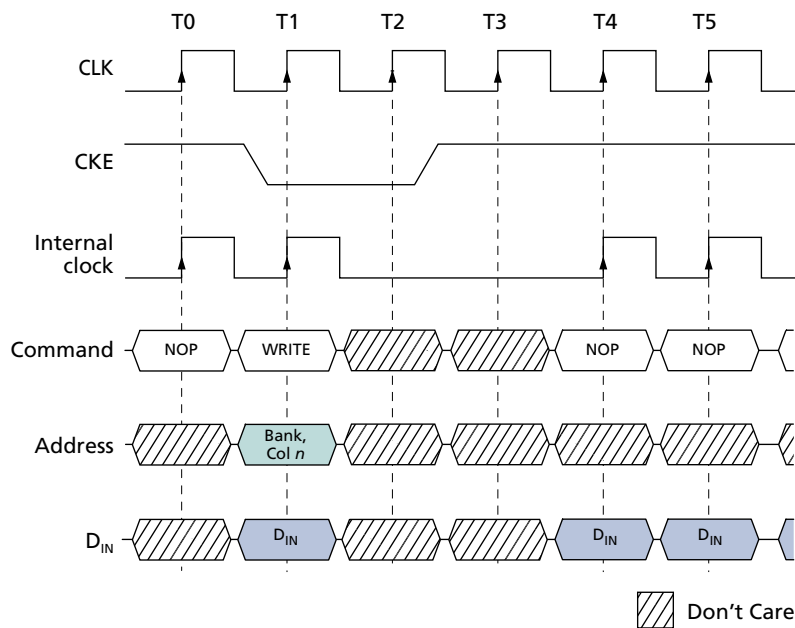 T0 T1 T2 T3 T4 T5
CLK
CKE
Internal
clock
Command NOP WRITE NOP NOP
Address Bank,
Col n
DIN DIN DIN DIN
Don't Care